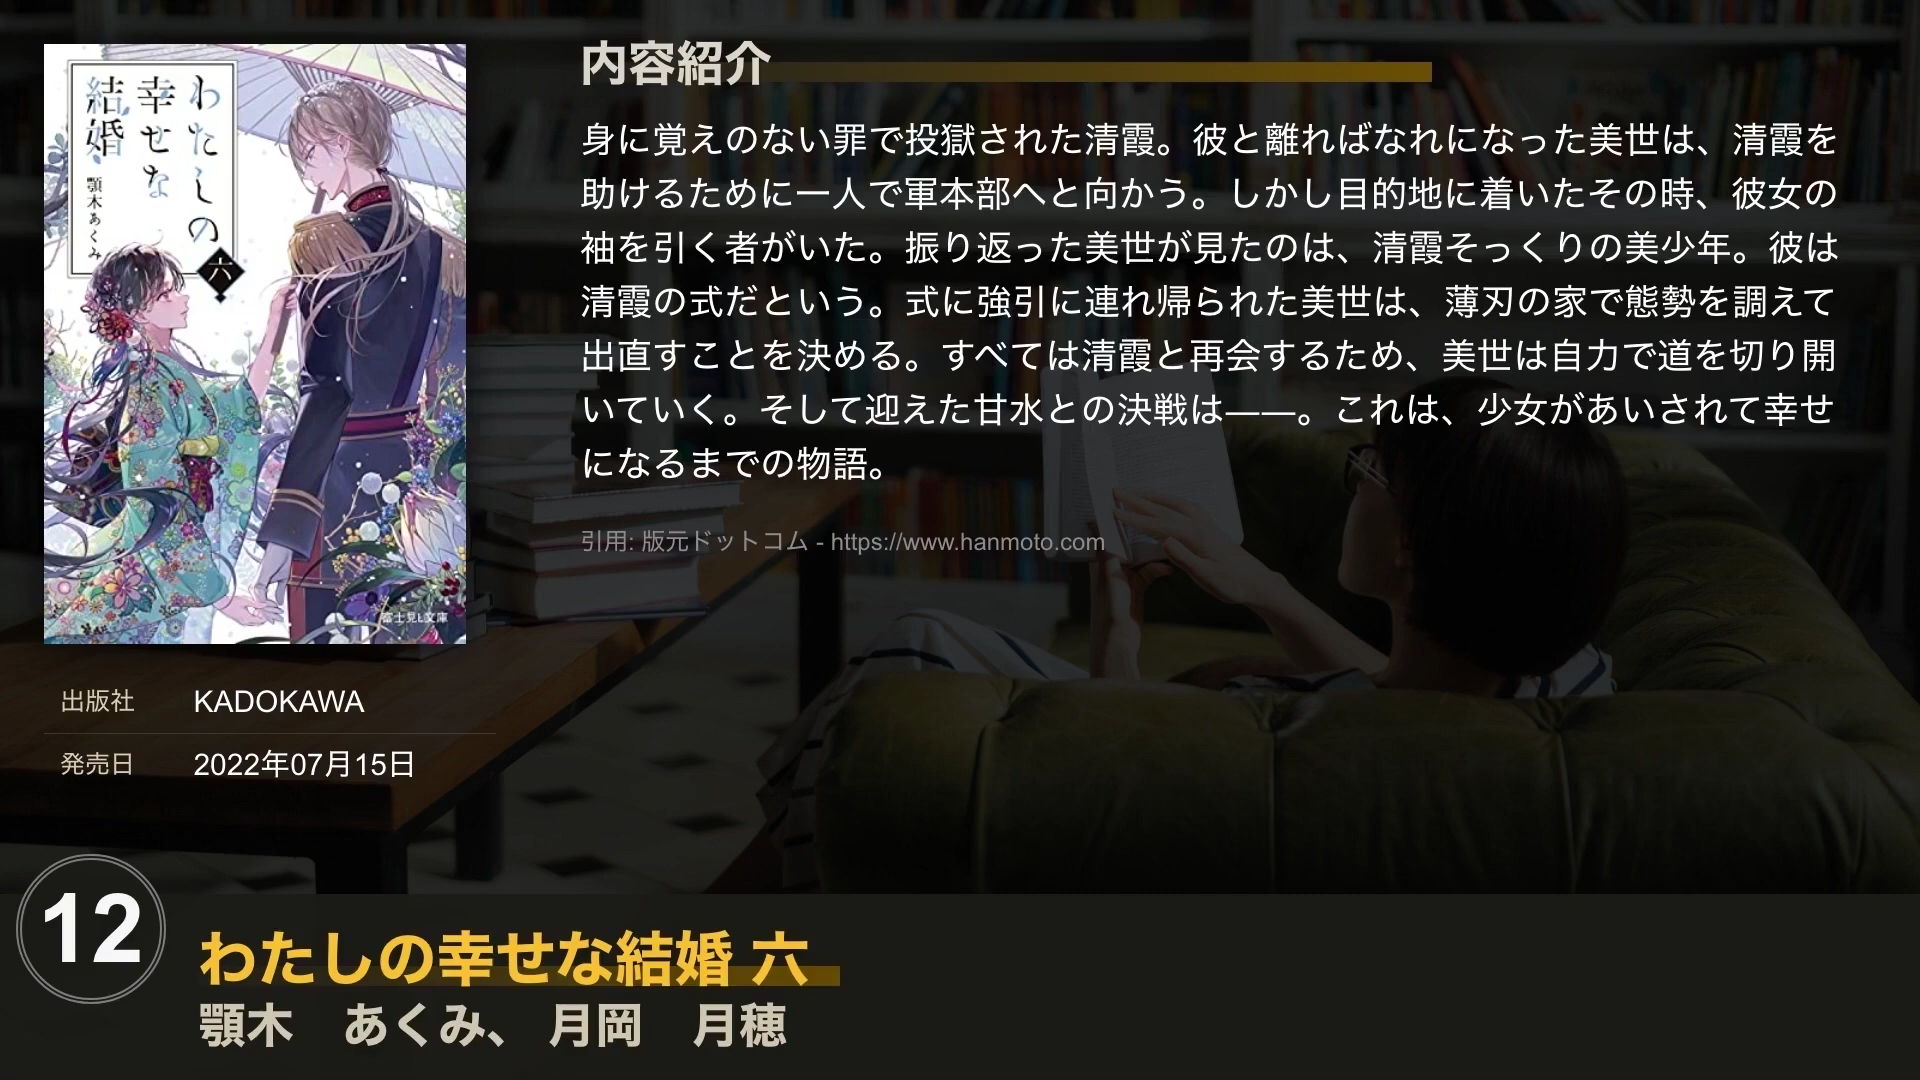 わたしの
幸せな
結婚
顎木あくみ
六
富士見L文庫
内容紹介
身に覚えのない罪で投獄された清霞。彼と離ればなれになった美世は、清霞を
助けるために一人で軍本部へと向かう。しかし目的地に着いたその時、彼女の
袖を引く者がいた。振り返った美世が見たのは、清霞そっくりの美少年。彼は
清霞の式だという。式に強引に連れ帰られた美世は、薄刃の家で態勢を調えて
出直すことを決める。すべては清霞と再会するため、美世は自力で道を切り開
いていく。そして迎えた甘水との決戦は――。これは、少女があいされて幸せ
になるまでの物語。
引用: 版元ドットコム - https://www.hanmoto.com
出版社 KADOKAWA
発売日 2022年07月15日
12
わたしの幸せな結婚 六
顎木　あくみ、 月岡　月穂